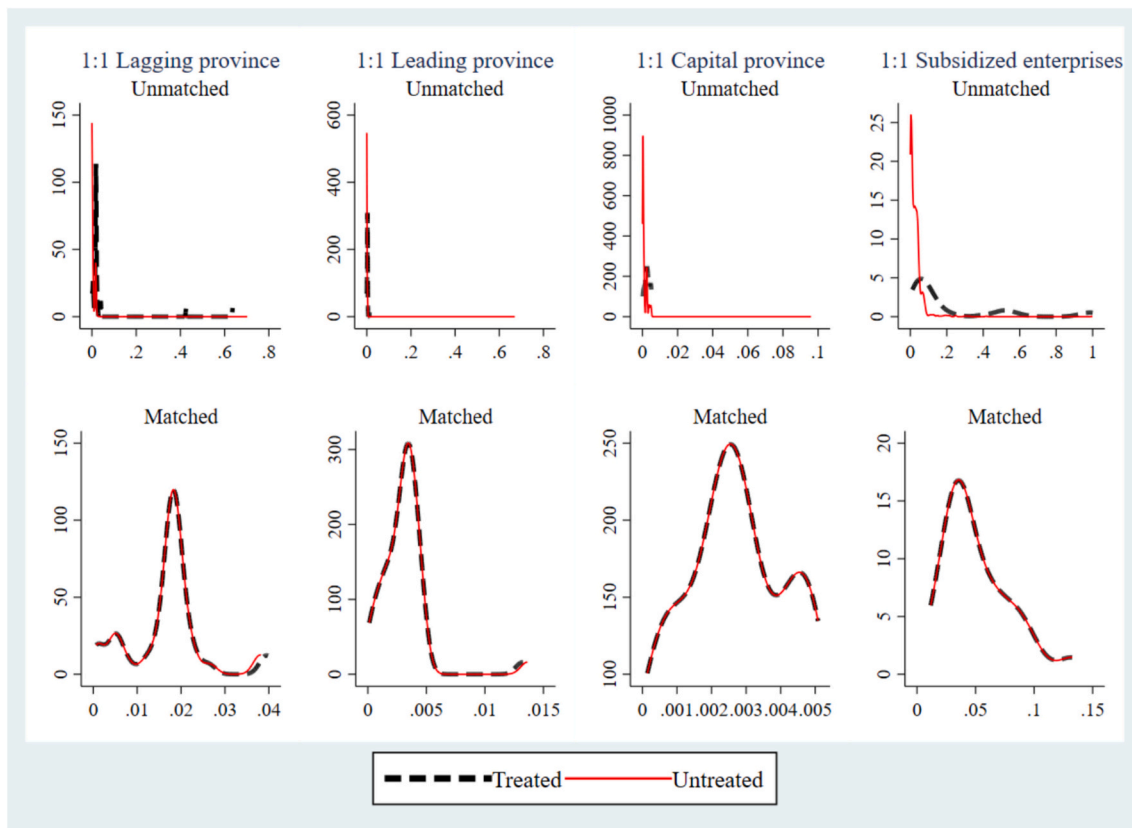 1:1 Lagging province
Unmatched
150
100
50
0
0 .2 .4 .6 .8
1:1 Leading province
Unmatched
600
400
200
0
0 .2 .4 .6 .8
1:1 Capital province
Unmatched
1000
800
600
400
200
0
0 .02 .04 .06 .08 .1
1:1 Subsidized enterprises
Unmatched
25
20
15
10
5
0
0 .2 .4 .6 .8 1
Matched
150
100
50
0
0 .01 .02 .03 .04
Matched
300
200
100
0
0 .005 .01 .015
Matched
250
200
150
100
0 .001 .002 .003 .004 .005
Matched
20
15
10
5
0
0 .05 .1 .15
Treated Untreated